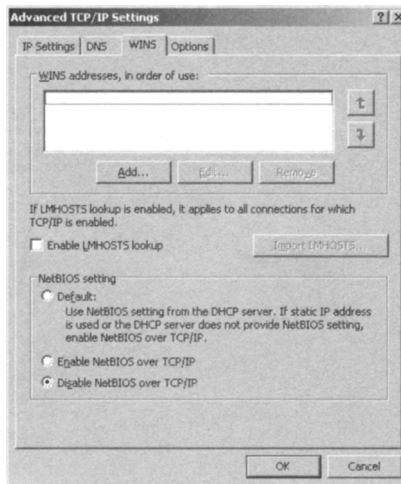 Advanced TCP/IP Settings
IP Settings DNS WINS Options
WINS addresses, in order of use:
Add... Edit... Remove
If LMHOSTS lookup is enabled, it applies to all connections for which
TCP/IP is enabled.
Enable LMHOSTS lookup Import LMHOSTS...
NetBIOS setting
Default:
Use NetBIOS setting from the DHCP server. If static IP address
is used or the DHCP server does not provide NetBIOS setting,
enable NetBIOS over TCP/IP.
Enable NetBIOS over TCP/IP
Disable NetBIOS over TCP/IP
OK Cancel